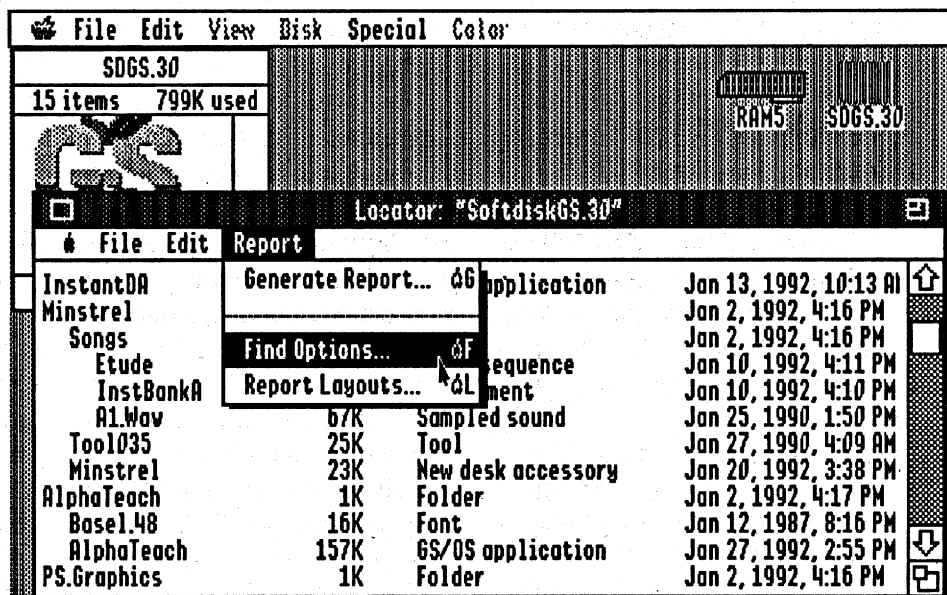 File Edit View Disk Special Color
SDGS.30
15 items 799K used
GS
RAM5 SDGS.30
Locator: "SoftdiskGS.30"
File Edit Report
Generate Report... G
Find Options... F
Report Layouts... L
InstantDA pplication Jan 13, 1992, 10:13 A
Minstrel Jan 2, 1992, 4:16 PM
Songs Jan 2, 1992, 4:16 PM
Etude sequence Jan 10, 1992, 4:11 PM
InstBankA ment Jan 10, 1992, 4:10 PM
A1.Wav 67K Sampled sound Jan 25, 1990, 1:50 PM
Tool035 25K Tool Jan 27, 1990, 4:09 AM
Minstrel 23K New desk accessory Jan 20, 1992, 3:38 PM
AlphaTeach 1K Folder Jan 2, 1992, 4:17 PM
Basel.48 16K Font Jan 12, 1987, 8:16 PM
AlphaTeach 157K GS/OS application Jan 27, 1992, 2:55 PM
PS.Graphics 1K Folder Jan 2, 1992, 4:16 PM